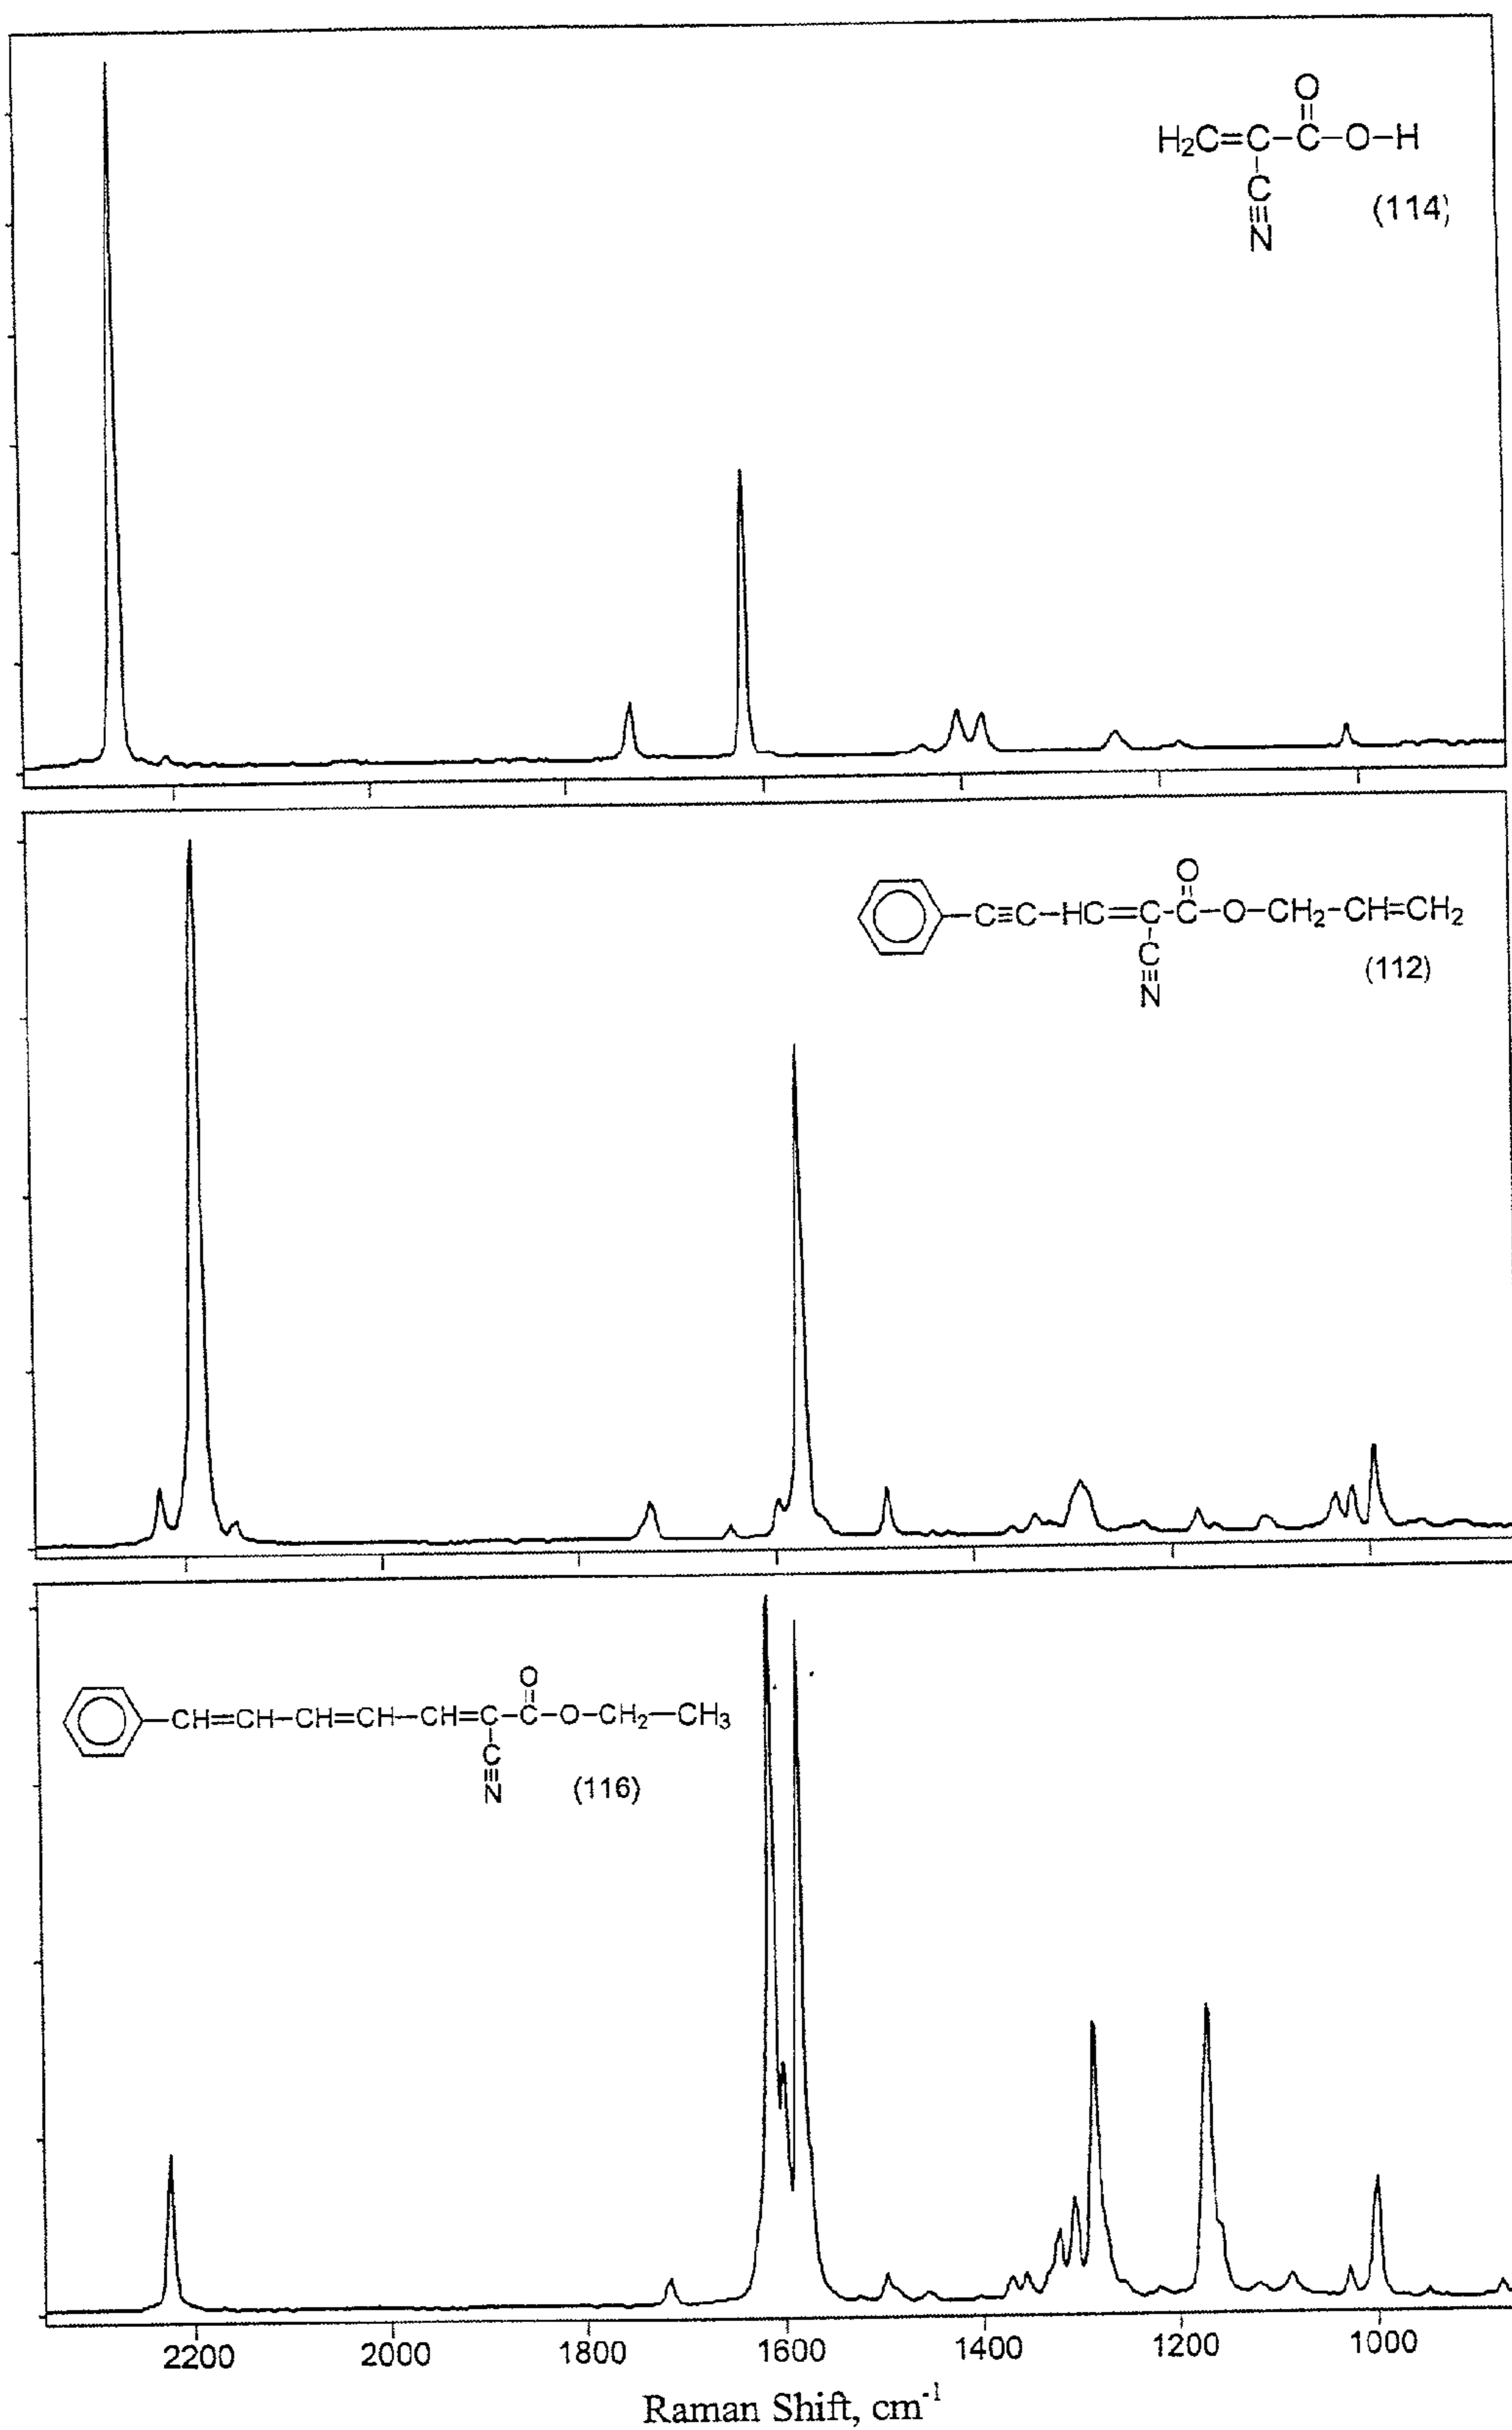 O
H₂C=C-C-O-H
C
N
(114)
O
C≡C-HC=C-C-O-CH₂-CH=CH₂
C
N
(112)
O
CH=CH-CH=CH-CH=C-C-O-CH₂-CH₃
C
N
(116)
2200 2000 1800 1600 1400 1200 1000
Raman Shift, cm⁻¹